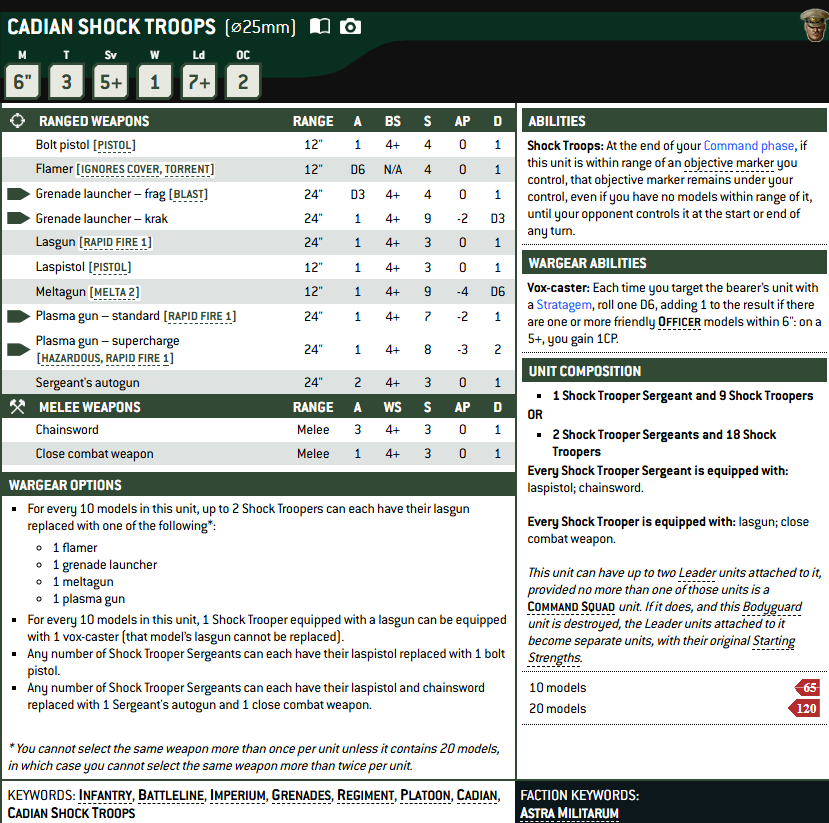 CADIAN SHOCK TROOPS (⌀25mm)
M T Sv W Ld OC
6" 3 5+ 1 7+ 2
RANGED WEAPONS RANGE A BS S AP D
Bolt pistol [PISTOL] 12" 1 4+ 4 0 1
Flamer [IGNORES COVER, TORRENT] 12" D6 N/A 4 0 1
Grenade launcher – frag [BLAST] 24" D3 4+ 4 0 1
Grenade launcher – krak 24" 1 4+ 9 -2 D3
Lasgun [RAPID FIRE 1] 24" 1 4+ 3 0 1
Laspistol [PISTOL] 12" 1 4+ 3 0 1
Meltagun [MELTA 2] 12" 1 4+ 9 -4 D6
Plasma gun – standard [RAPID FIRE 1] 24" 1 4+ 7 -2 1
Plasma gun – supercharge
[HAZARDOUS, RAPID FIRE 1] 24" 1 4+ 8 -3 2
Sergeant's autogun 24" 2 4+ 3 0 1
MELEE WEAPONS RANGE A WS S AP D
Chainsword Melee 3 4+ 3 0 1
Close combat weapon Melee 1 4+ 3 0 1
WARGEAR OPTIONS
▪ For every 10 models in this unit, up to 2 Shock Troopers can each have their lasgun
replaced with one of the following*:
○ 1 flamer
○ 1 grenade launcher
○ 1 meltagun
○ 1 plasma gun
▪ For every 10 models in this unit, 1 Shock Trooper equipped with a lasgun can be equipped
with 1 vox-caster (that model's lasgun cannot be replaced).
▪ Any number of Shock Trooper Sergeants can each have their laspistol replaced with 1 bolt
pistol.
▪ Any number of Shock Trooper Sergeants can each have their laspistol and chainsword
replaced with 1 Sergeant's autogun and 1 close combat weapon.
*You cannot select the same weapon more than once per unit unless it contains 20 models,
in which case you cannot select the same weapon more than twice per unit.
ABILITIES
Shock Troops: At the end of your Command phase, if
this unit is within range of an objective marker you
control, that objective marker remains under your
control, even if you have no models within range of it,
until your opponent controls it at the start or end of
any turn.
WARGEAR ABILITIES
Vox-caster: Each time you target the bearer's unit with
a Stratagem, roll one D6, adding 1 to the result if there
are one or more friendly OFFICER models within 6": on a
5+, you gain 1CP.
UNIT COMPOSITION
▪ 1 Shock Trooper Sergeant and 9 Shock Troopers
OR
▪ 2 Shock Trooper Sergeants and 18 Shock
Troopers
Every Shock Trooper Sergeant is equipped with:
laspistol; chainsword.
Every Shock Trooper is equipped with: lasgun; close
combat weapon.
This unit can have up to two Leader units attached to it,
provided no more than one of those units is a
COMMAND SQUAD unit. If it does, and this Bodyguard
unit is destroyed, the Leader units attached to it
become separate units, with their original Starting
Strengths.
10 models 65
20 models 120
KEYWORDS: INFANTRY, BATTLELINE, IMPERIUM, GRENADES, REGIMENT, PLATOON, CADIAN,
CADIAN SHOCK TROOPS
FACTION KEYWORDS:
ASTRA MILITARUM